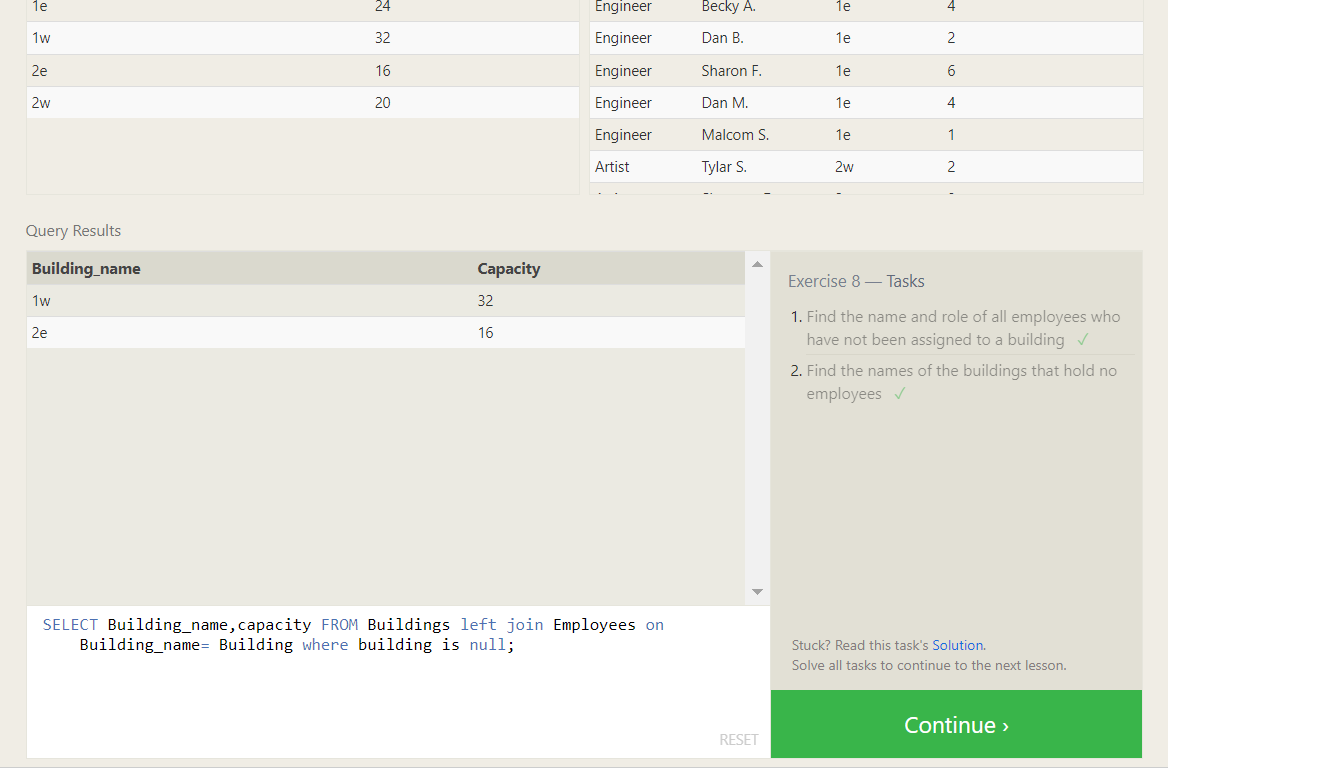 1e 24
1w 32
2e 16
2w 20
Engineer Becky A. 1e 4
Engineer Dan B. 1e 2
Engineer Sharon F. 1e 6
Engineer Dan M. 1e 4
Engineer Malcom S. 1e 1
Artist Tylar S. 2w 2
Query Results
Building_name Capacity
1w 32
2e 16
SELECT Building_name,capacity FROM Buildings left join Employees on
Building_name= Building where building is null;
RESET
Exercise 8 — Tasks
1. Find the name and role of all employees who
have not been assigned to a building ✓
2. Find the names of the buildings that hold no
employees ✓
Stuck? Read this task's Solution.
Solve all tasks to continue to the next lesson.
Continue ›